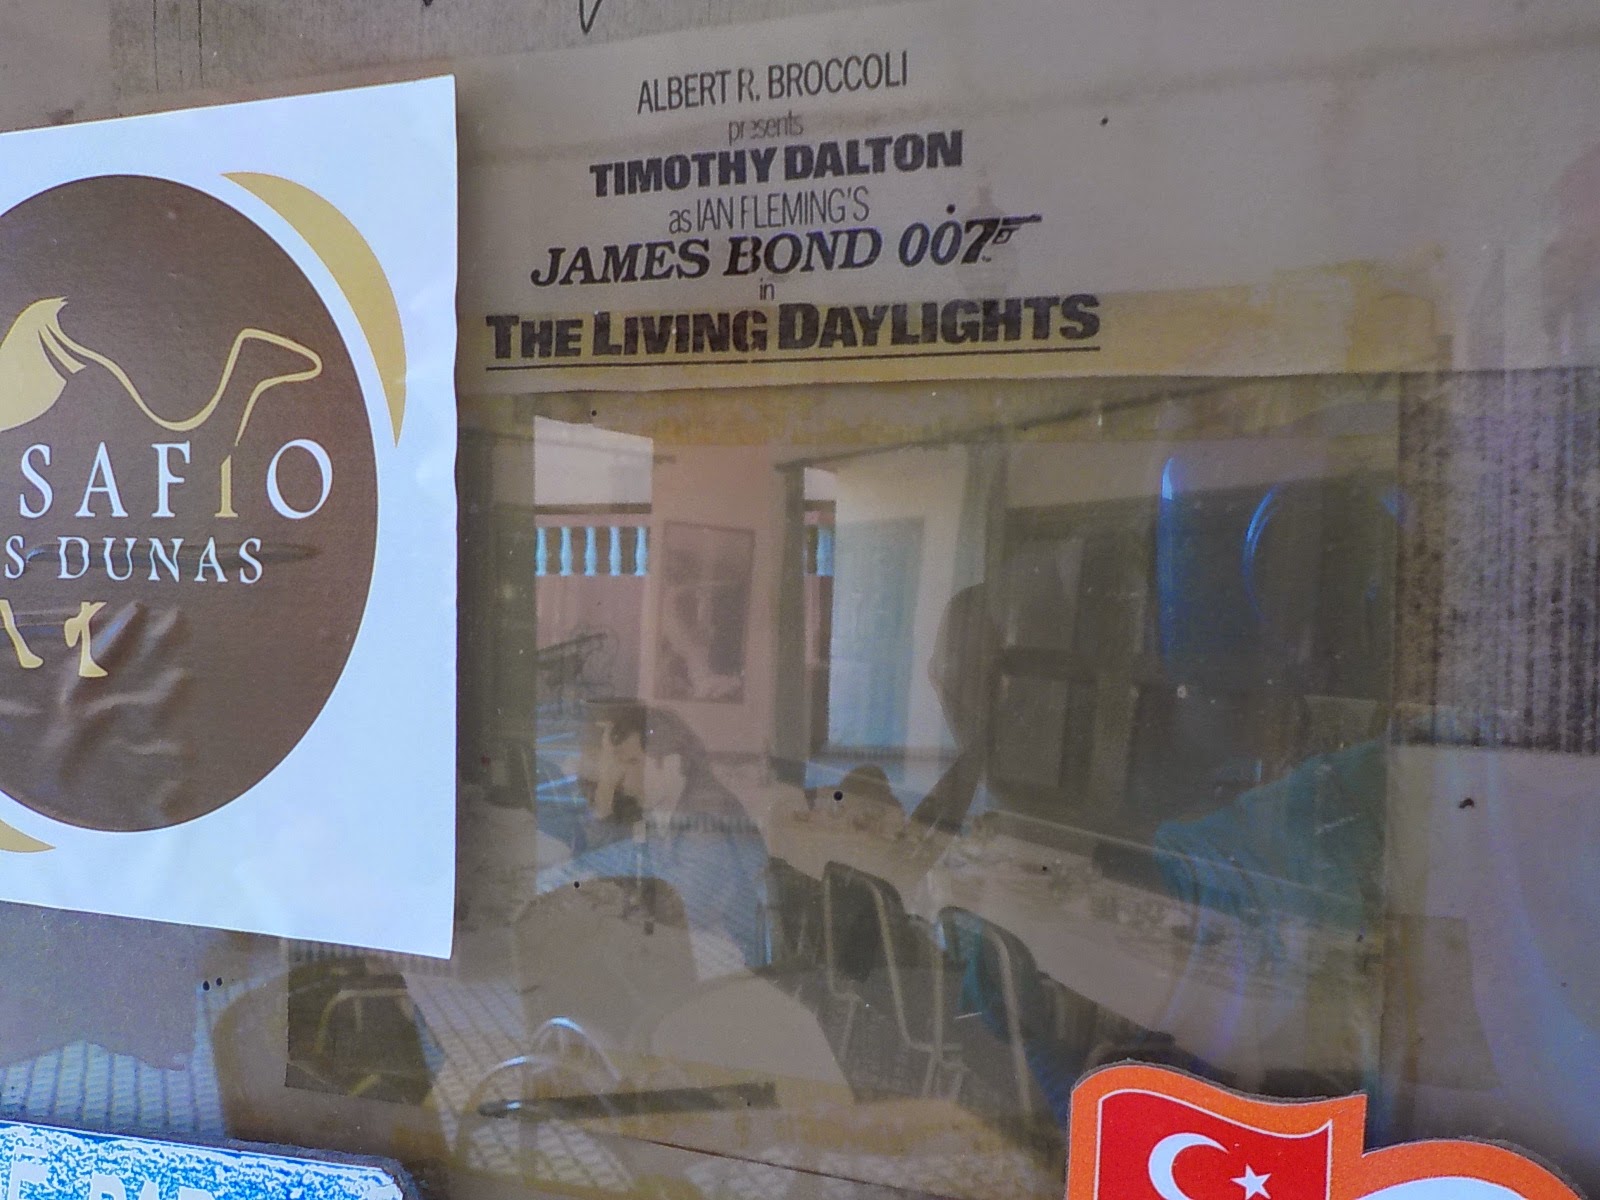 ALBERT R. BROCCOLI
presents
TIMOTHY DALTON
as IAN FLEMING'S
JAMES BOND 007
in
THE LIVING DAYLIGHTS
SAFIO
S DUNAS